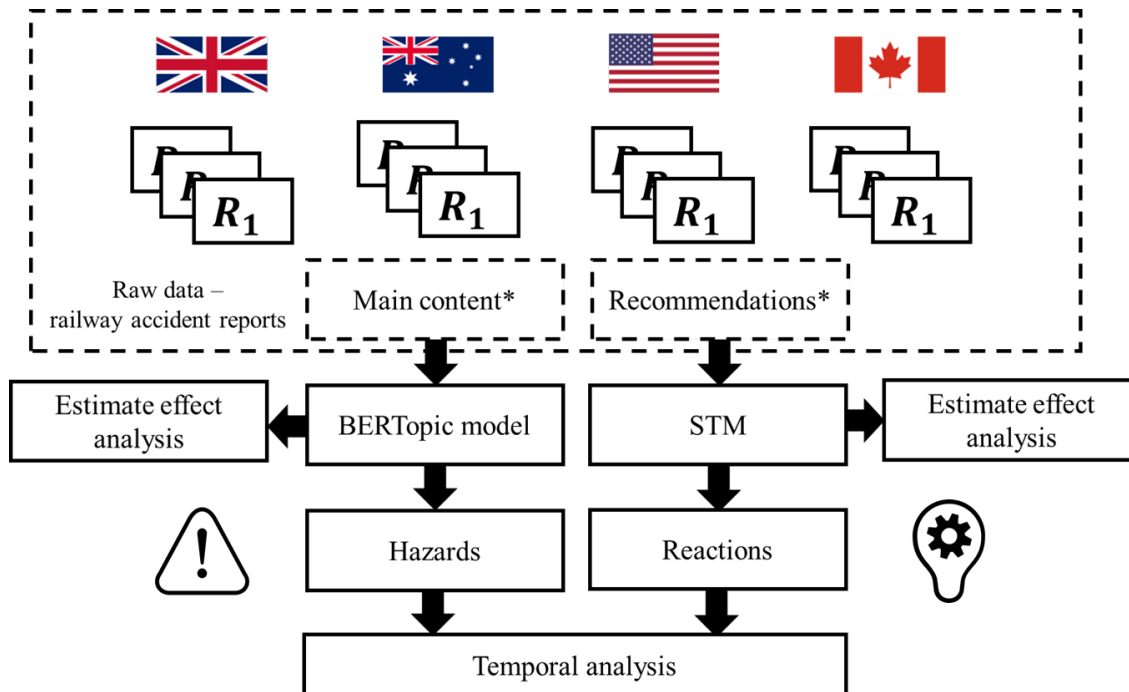 R R R₁
R R R₁
R R R₁
R R R₁
Raw data –
railway accident reports
Main content*
Recommendations*
Estimate effect
analysis
BERTopic model
STM
Estimate effect
analysis
Hazards
Reactions
Temporal analysis